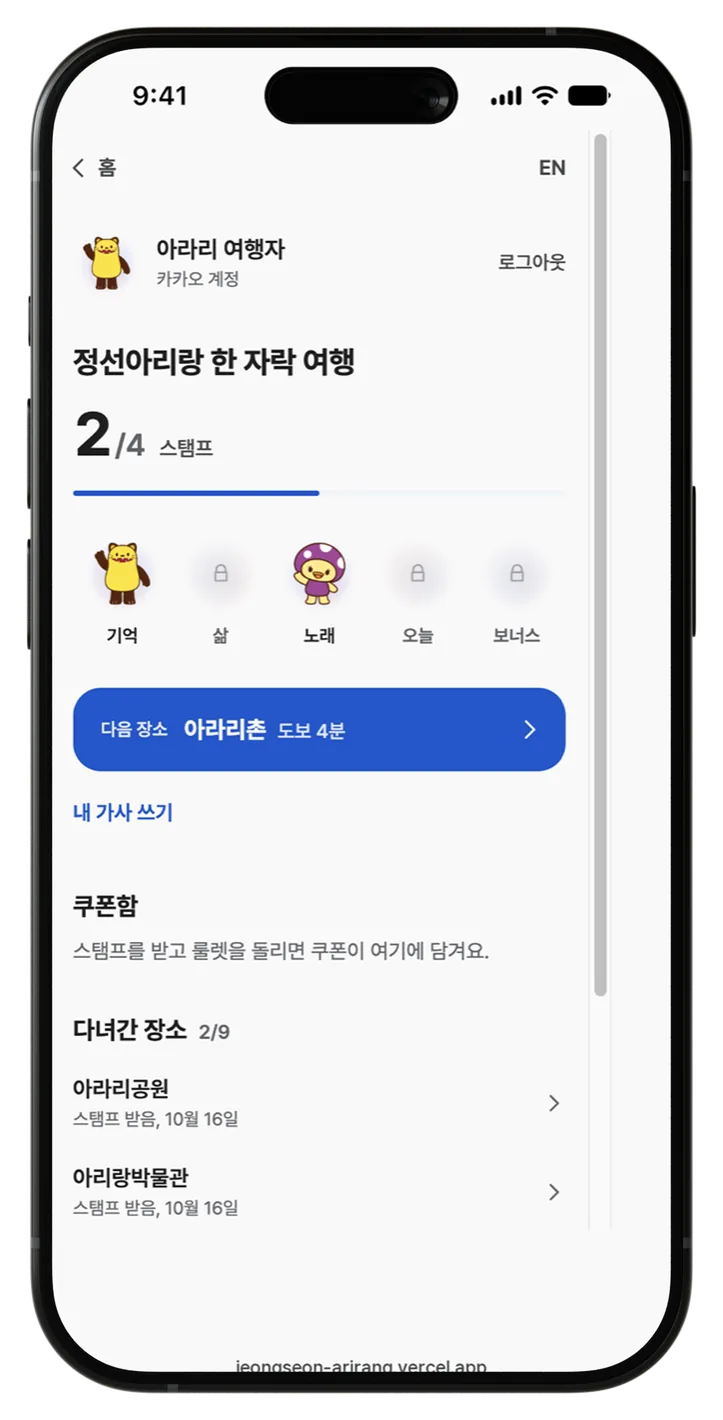 9:41
홈
EN
아라리 여행자
카카오 계정
로그아웃
정선아리랑 한 자락 여행
2/4 스탬프
기억 삶 노래 오늘 보너스
다음 장소 아라리촌 도보 4분
내 가사 쓰기
쿠폰함
스탬프를 받고 룰렛을 돌리면 쿠폰이 여기에 담겨요.
다녀간 장소 2/9
아라리공원
스탬프 받음, 10월 16일
아리랑박물관
스탬프 받음, 10월 16일
jeongseon-arirang.vercel.app